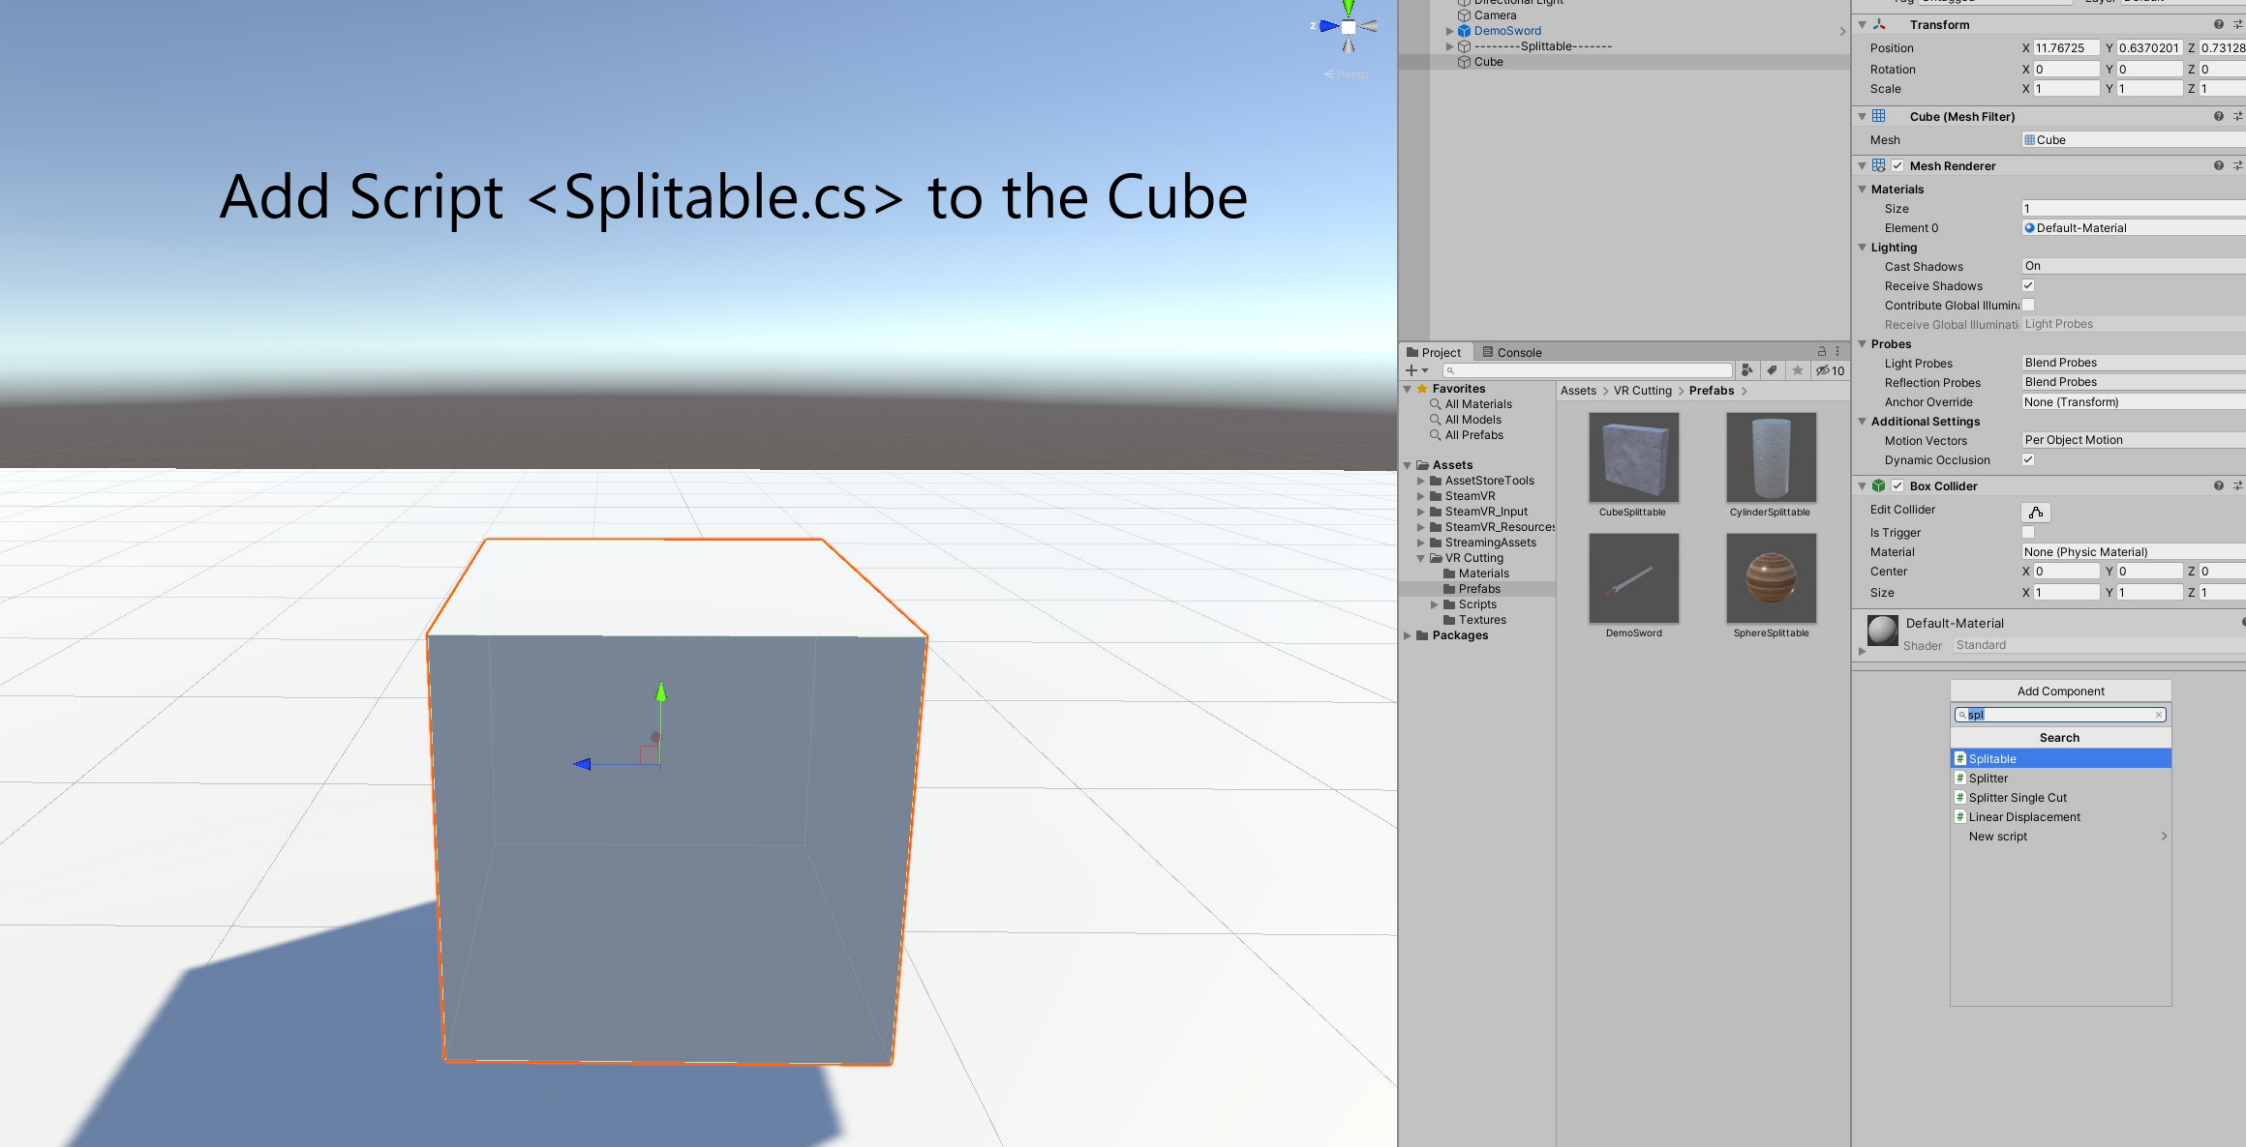 Directional Light
Camera
DemoSword
--------Splittable-------
Cube
z
Persp
Add Script <Splitable.cs> to the Cube
Project
Console
10
Favorites
All Materials
All Models
All Prefabs
Assets
AssetStoreTools
SteamVR
SteamVR_Input
SteamVR_Resources
StreamingAssets
VR Cutting
Materials
Prefabs
Scripts
Textures
Packages
Assets > VR Cutting > Prefabs >
CubeSplittable
CylinderSplittable
DemoSword
SphereSplittable
Tag Untagged Layer Default
Transform
Position X 11.76725 Y 0.6370201 Z 0.73128
Rotation X 0 Y 0 Z 0
Scale X 1 Y 1 Z 1
Cube (Mesh Filter)
Mesh Cube
Mesh Renderer
Materials
Size 1
Element 0 Default-Material
Lighting
Cast Shadows On
Receive Shadows
Contribute Global Illumin
Receive Global Illuminati Light Probes
Probes
Light Probes Blend Probes
Reflection Probes Blend Probes
Anchor Override None (Transform)
Additional Settings
Motion Vectors Per Object Motion
Dynamic Occlusion
Box Collider
Edit Collider
Is Trigger
Material None (Physic Material)
Center X 0 Y 0 Z 0
Size X 1 Y 1 Z 1
Default-Material
Shader Standard
Add Component
spl
Search
Splitable
Splitter
Splitter Single Cut
Linear Displacement
New script